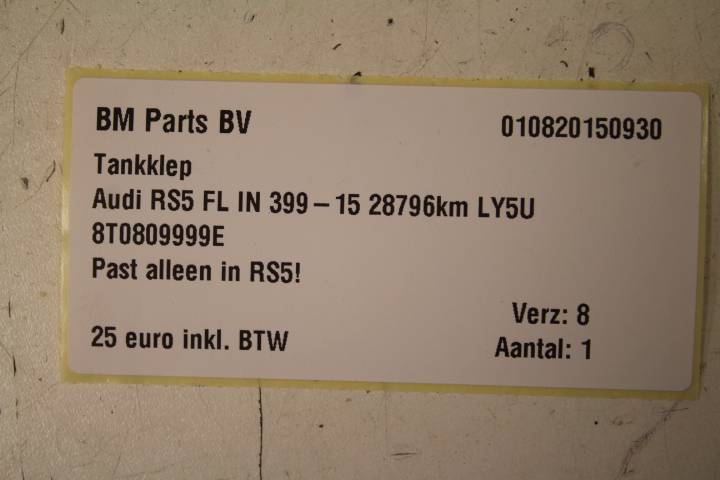 BM Parts BV 010820150930
Tankklep
Audi RS5 FL IN 399 – 15 28796km LY5U
8T0809999E
Past alleen in RS5!
Verz: 8
25 euro inkl. BTW
Aantal: 1